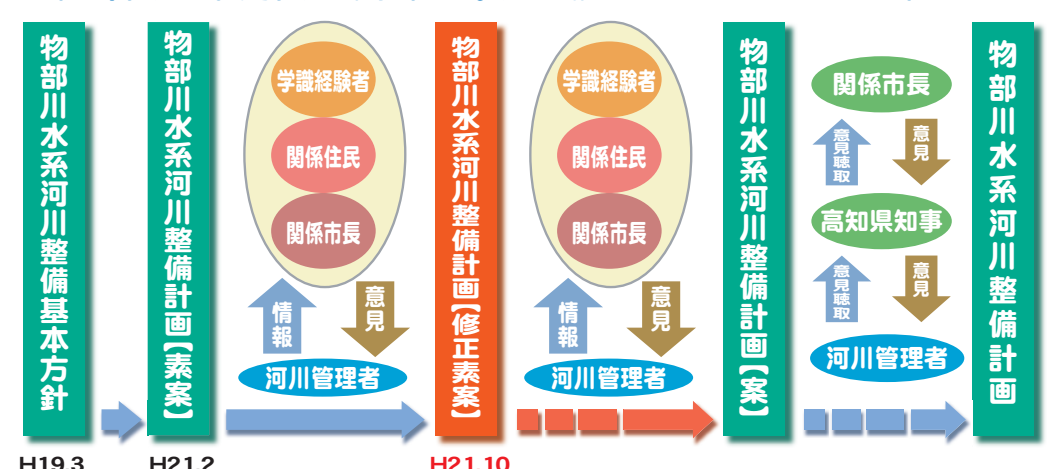 物部川水系河川整備基本方針
物部川水系河川整備計画【素案】
学識経験者
関係住民
関係市長
情報
意見
河川管理者
物部川水系河川整備計画【修正素案】
学識経験者
関係住民
関係市長
情報
意見
河川管理者
物部川水系河川整備計画【案】
関係市長
意見聴取
意見
高知県知事
意見聴取
意見
河川管理者
物部川水系河川整備計画
H19.3
H21.2
H21.10